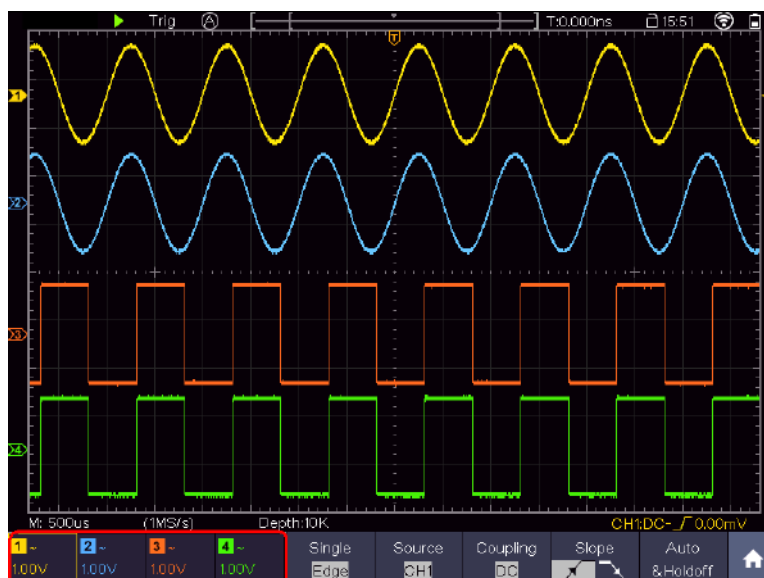 Trig A T:0.000ns 15:51
T
1
2
3
4
M: 500us (1MS/s) Depth:10K CH1:DC- 0.00mV
1 ~ 2 ~ 3 ~ 4 ~ Single Source Coupling Slope Auto
1.00V 1.00V 1.00V 1.00V Edge CH1 DC &Holdoff